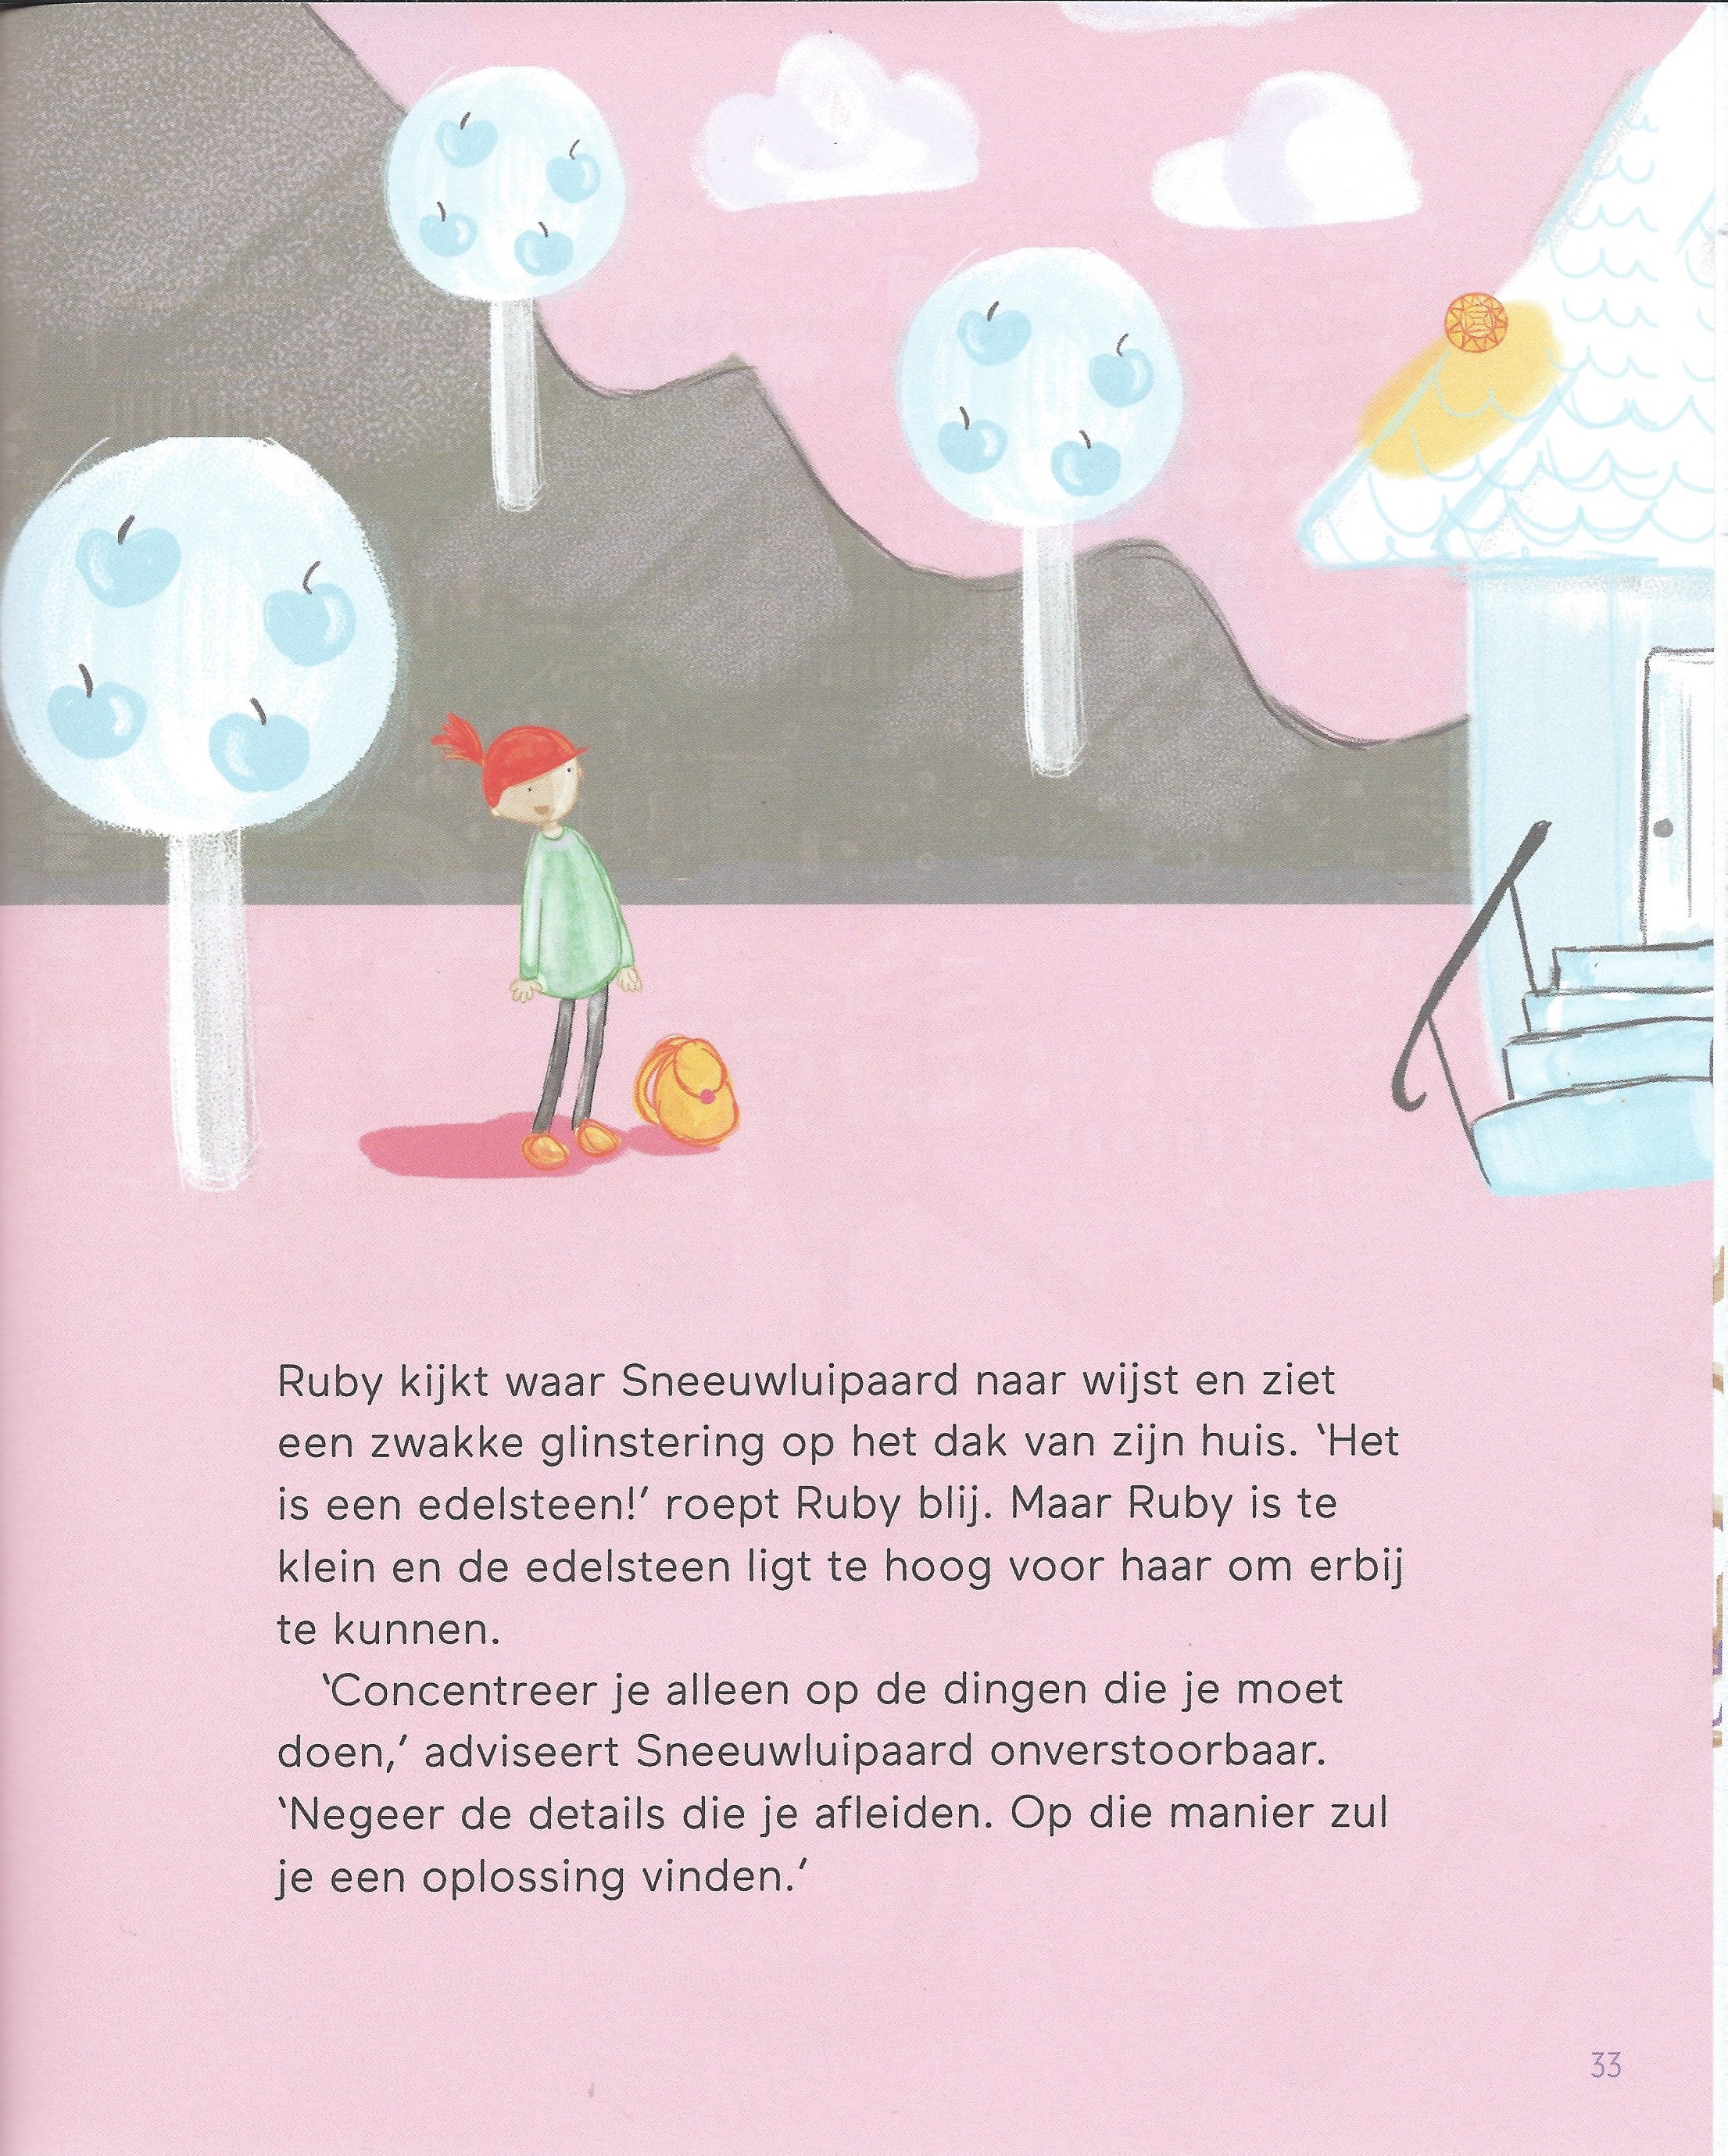 Ruby kijkt waar Sneeuwluipaard naar wijst en ziet
een zwakke glinstering op het dak van zijn huis. ‘Het
is een edelsteen!’ roept Ruby blij. Maar Ruby is te
klein en de edelsteen ligt te hoog voor haar om erbij
te kunnen.
‘Concentreer je alleen op de dingen die je moet
doen,’ adviseert Sneeuwluipaard onverstoorbaar.
‘Negeer de details die je afleiden. Op die manier zul
je een oplossing vinden.’
33